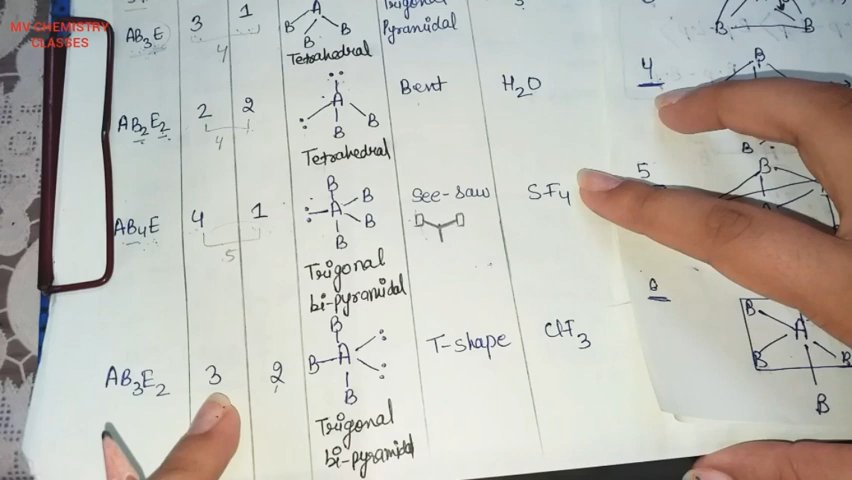 MV CHEMISTRY
CLASSES
AB3E 3 1
4
A
B B
B
Tetrahedral
Trigonal
Pyramidal
AB2E2 2 2
4
A
B B
Tetrahedral
Bent
H2O
AB4E 4 1
5
B
A B
B
B
Trigonal
bi-pyramidal
See-saw
SF4
AB3E2 3 2
B
B A
B
Trigonal
bi-pyramidal
T-shape
ClF3
B B
4
B
B
5
B
B
A
B B
B